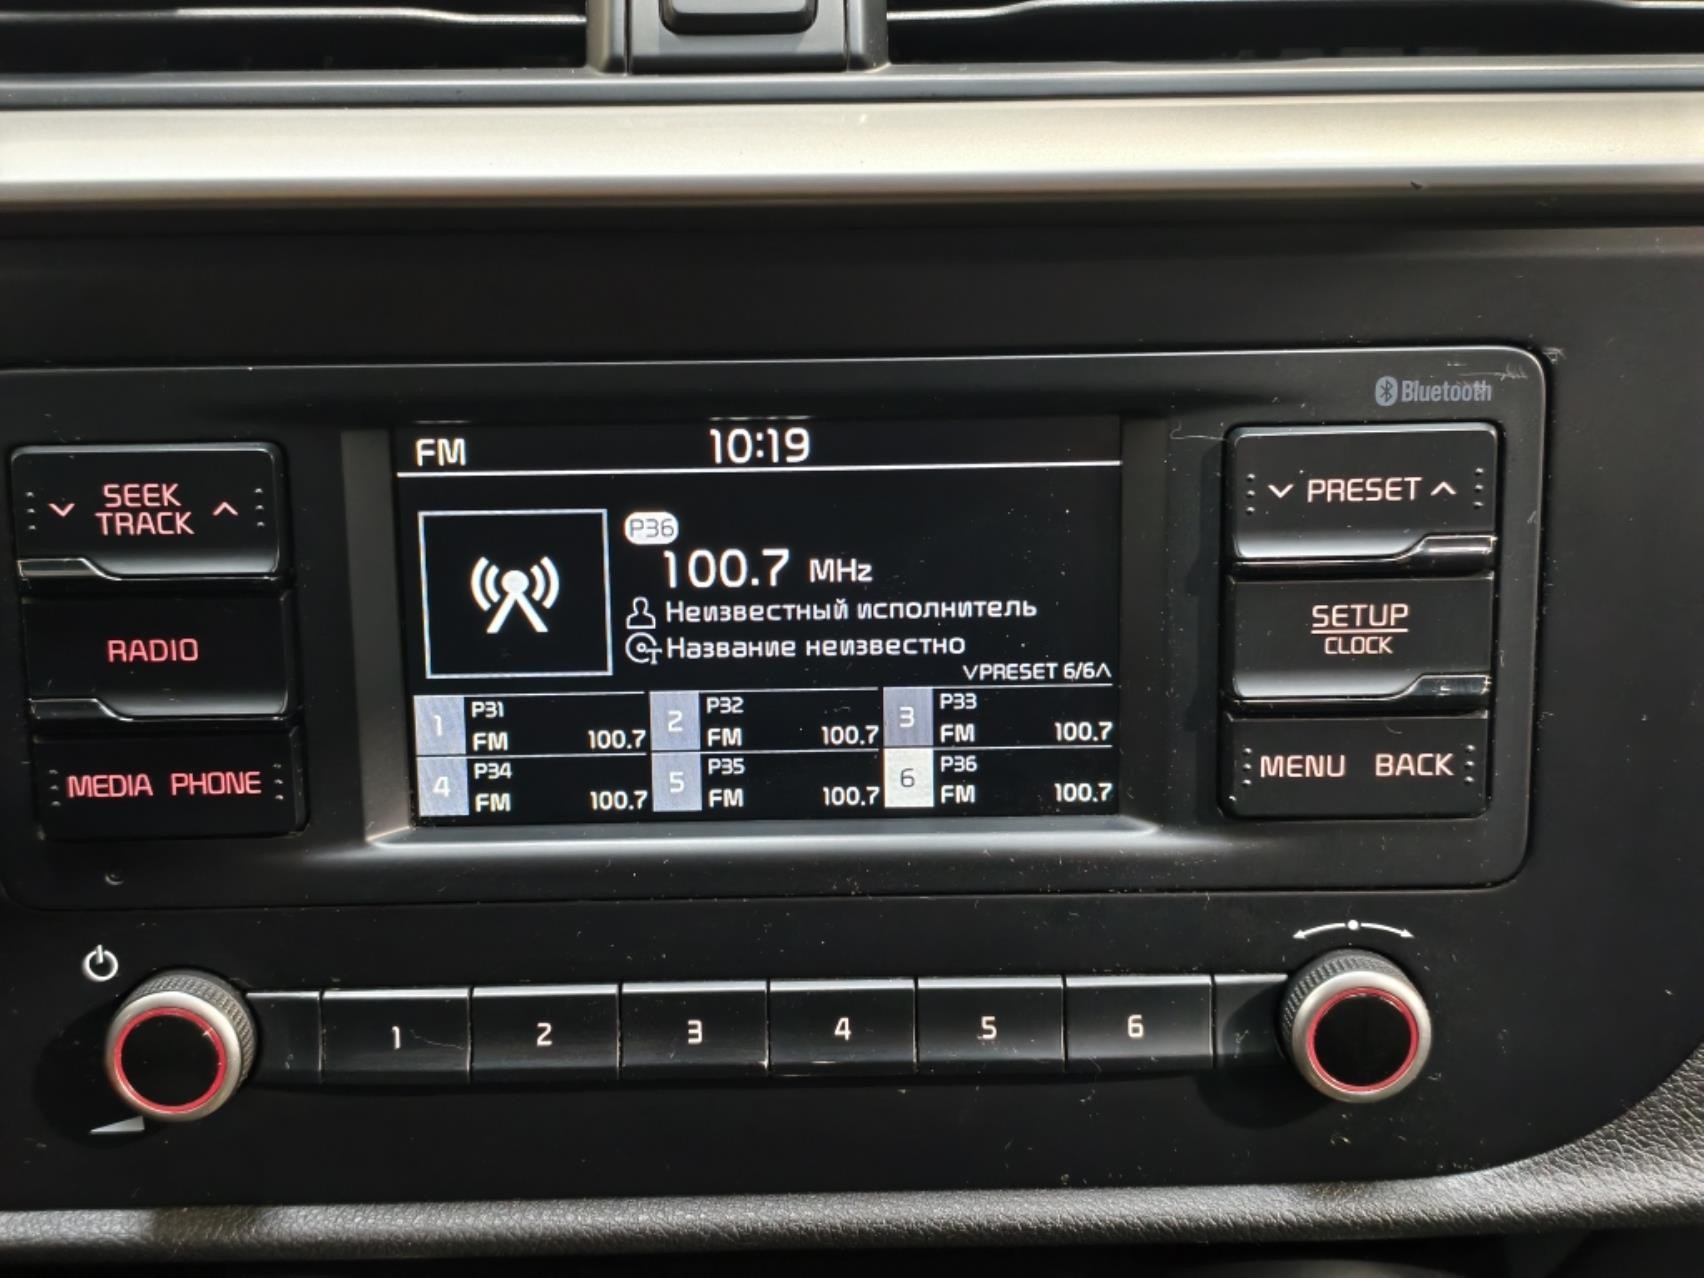 Bluetooth
SEEK
TRACK
RADIO
MEDIA PHONE
FM 10:19
P36
100.7 MHz
Неизвестный исполнитель
Название неизвестно
PRESET 6/6
1 P31 FM 100.7
2 P32 FM 100.7
3 P33 FM 100.7
4 P34 FM 100.7
5 P35 FM 100.7
6 P36 FM 100.7
PRESET
SETUP
CLOCK
MENU BACK
1 2 3 4 5 6